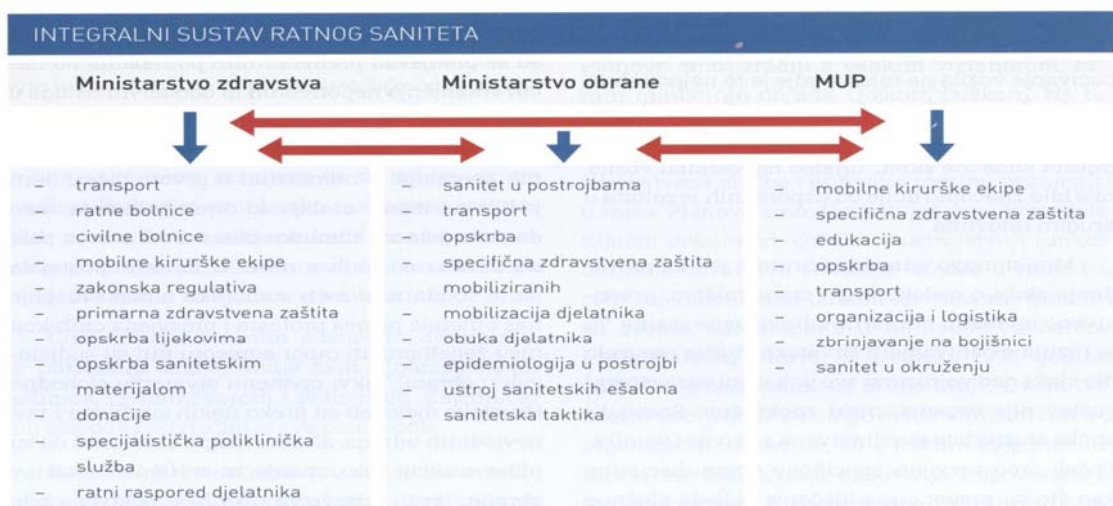 INTEGRALNI SUSTAV RATNOG SANITETA
Ministarstvo zdravstva
Ministarstvo obrane
MUP
– transport
– ratne bolnice
– civilne bolnice
– mobilne kirurške ekipe
– zakonska regulativa
– primarna zdravstvena zaštita
– opskrba lijekovima
– opskrba sanitetskim
– materijalom
– donacije
– specijalistička poliklinička
– služba
– ratni raspored djelatnika
– sanitet u postrojbama
– transport
– opskrba
– specifična zdravstvena zaštita
– mobiliziranih
– mobilizacija djelatnika
– obuka djelatnika
– epidemiologija u postrojbi
– ustroj sanitetskih ešalona
– sanitetska taktika
– mobilne kirurške ekipe
– specifična zdravstvena zaštita
– edukacija
– opskrba
– transport
– organizacija i logistika
– zbrinjavanje na bojišnici
– sanitet u okruženju